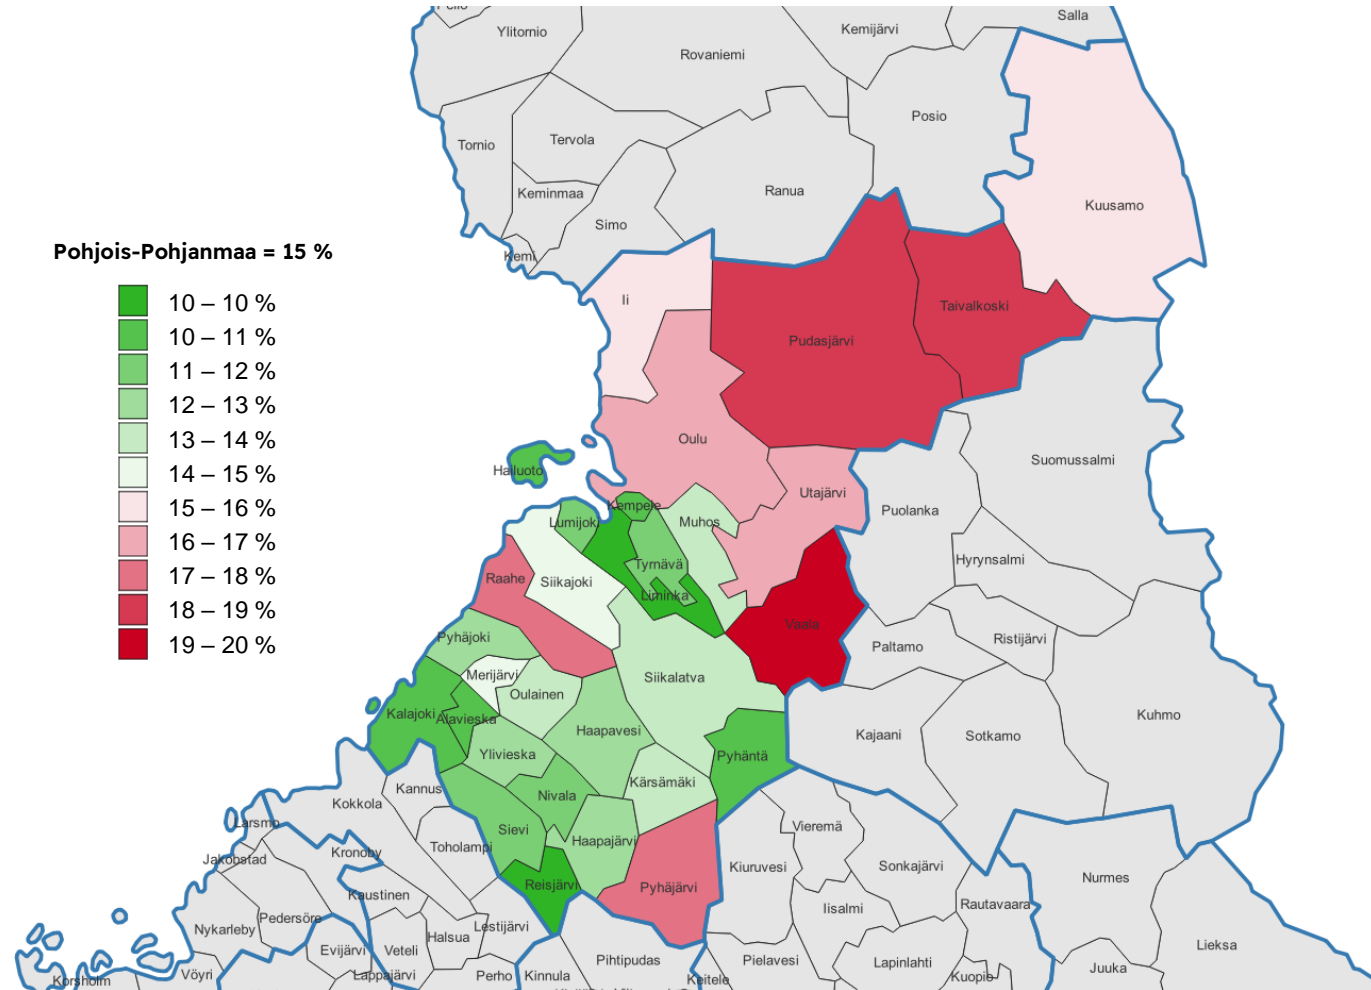 Pello
Salla
Ylitornio
Kemijärvi
Rovaniemi
Posio
Tornio
Tervola
Keminmaa
Ranua
Kuusamo
Simo
Pohjois-Pohjanmaa = 15 %
Kemi
10 – 10 %
Ii
Taivalkoski
10 – 11 %
Pudasjärvi
11 – 12 %
12 – 13 %
13 – 14 %
Oulu
Suomussalmi
14 – 15 %
Hailuoto
Utajärvi
15 – 16 %
Kempele
Puolanka
Lumijoki
Muhos
16 – 17 %
Hyrynsalmi
Tyrnävä
17 – 18 %
Raahe
Siikajoki
Liminka
18 – 19 %
Vaala
Pyhäjoki
Ristijärvi
19 – 20 %
Paltamo
Merijärvi
Siikalatva
Oulainen
Kalajoki
Alavieska
Kuhmo
Haapavesi
Kajaani
Sotkamo
Ylivieska
Pyhäntä
Kärsämäki
Kannus
Nivala
Kokkola
Larsmo
Sievi
Vieremä
Haapajärvi
Toholampi
Kronoby
Jakobstad
Kiuruvesi
Sonkajärvi
Nurmes
Reisjärvi
Pyhäjärvi
Kaustinen
Rautavaara
Iisalmi
Pedersöre
Nykarleby
Lestijärvi
Halsua
Lieksa
Evijärvi
Veteli
Pihtipudas
Pielavesi
Lapinlahti
Juuka
Vöyri
Lappajärvi
Perho
Kinnula
Kuopio
Korsholm
Keitele